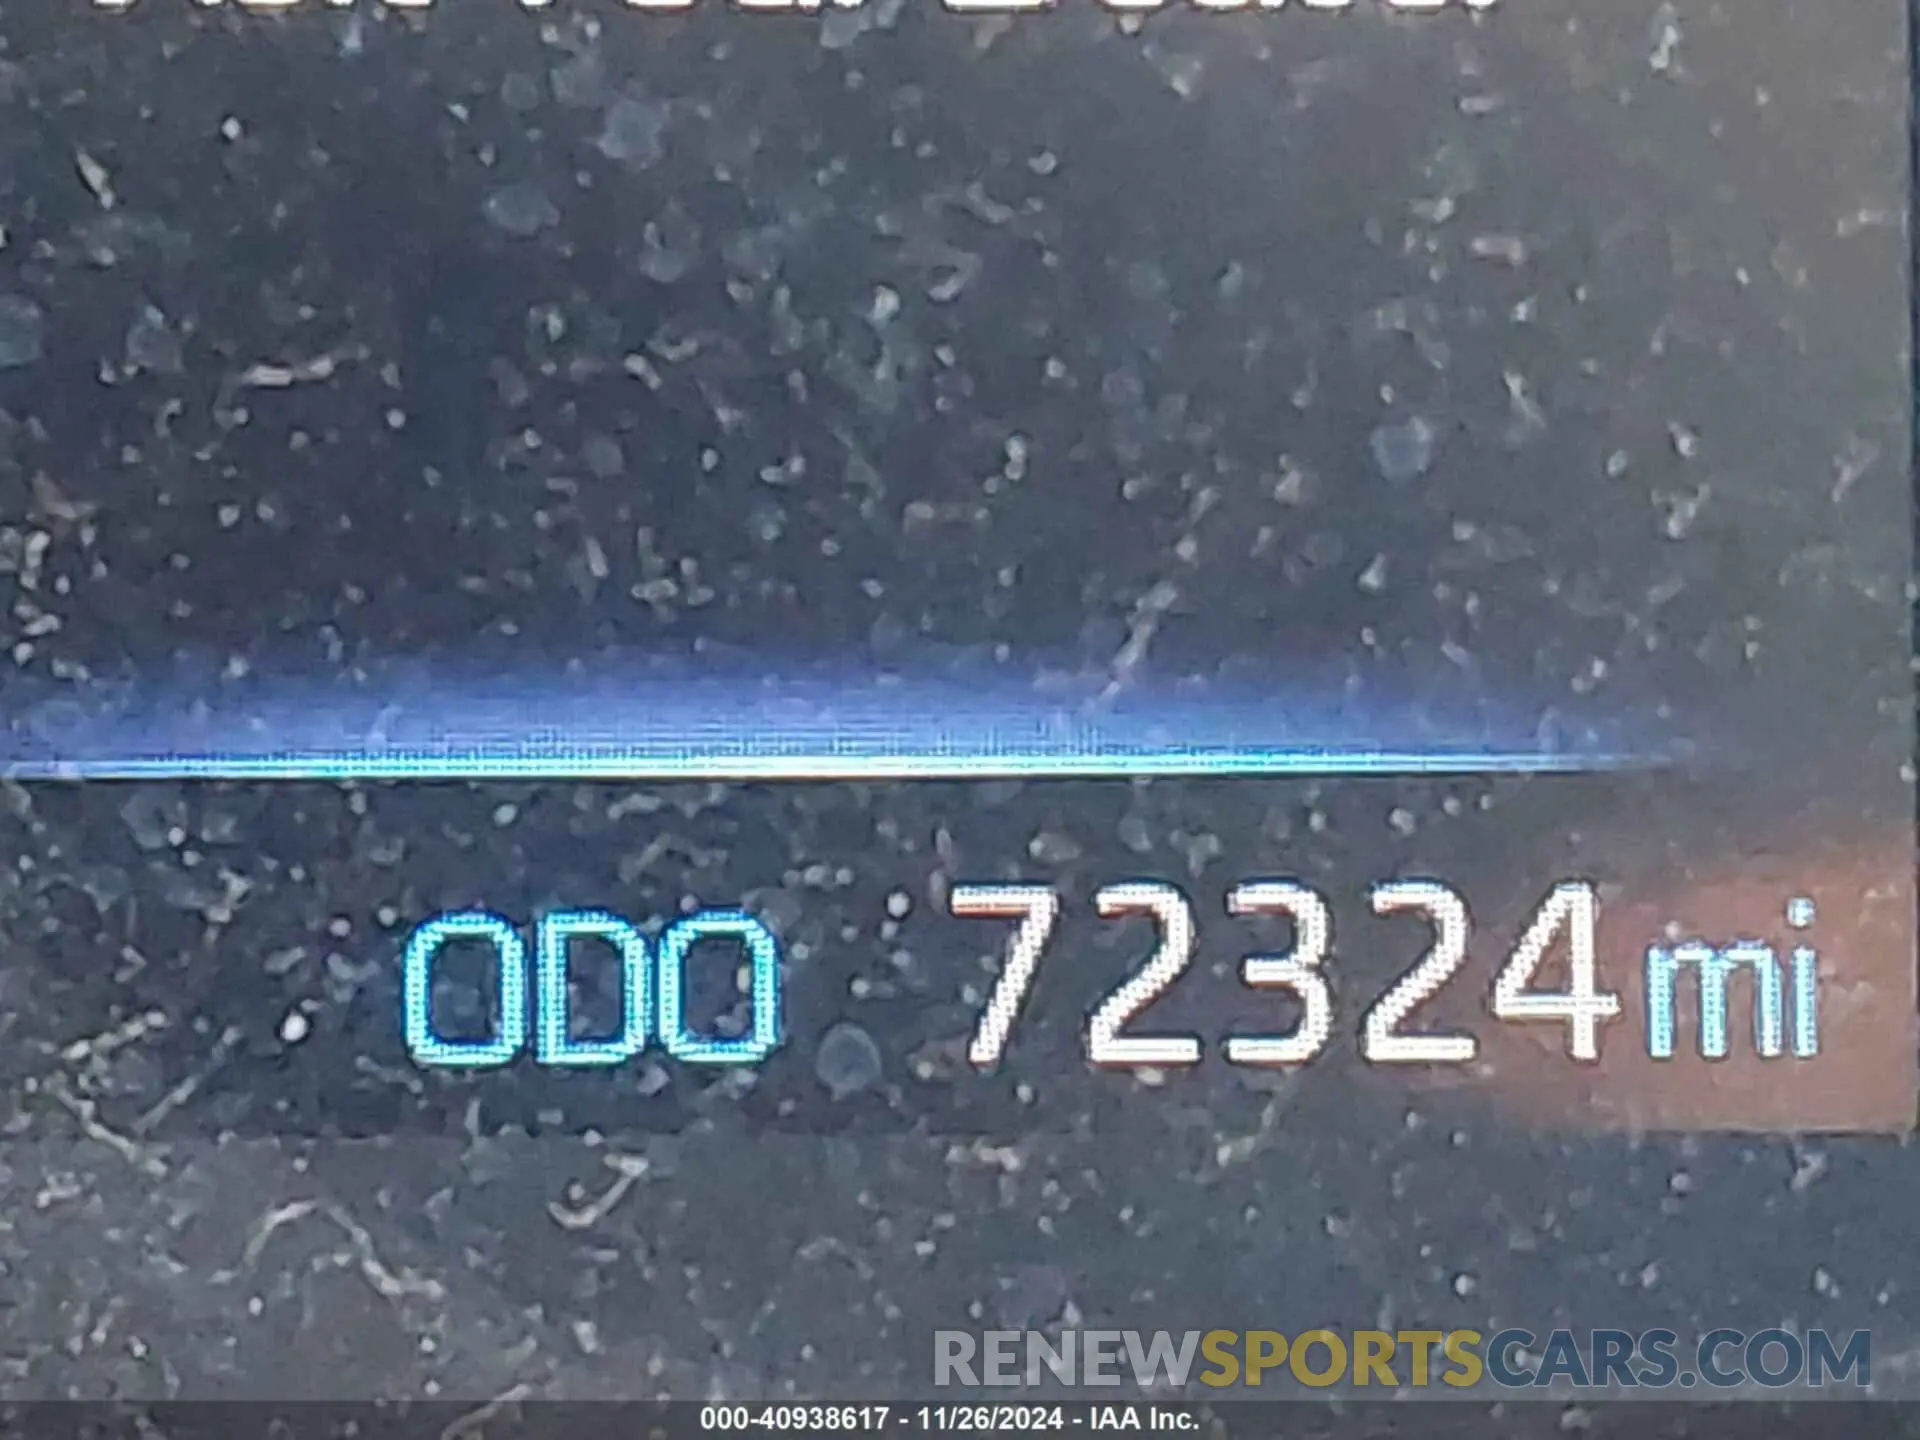 ODO 72324mi
RENEWSPORTSCARS.COM
000-40938617 - 11/26/2024 - IAA Inc.